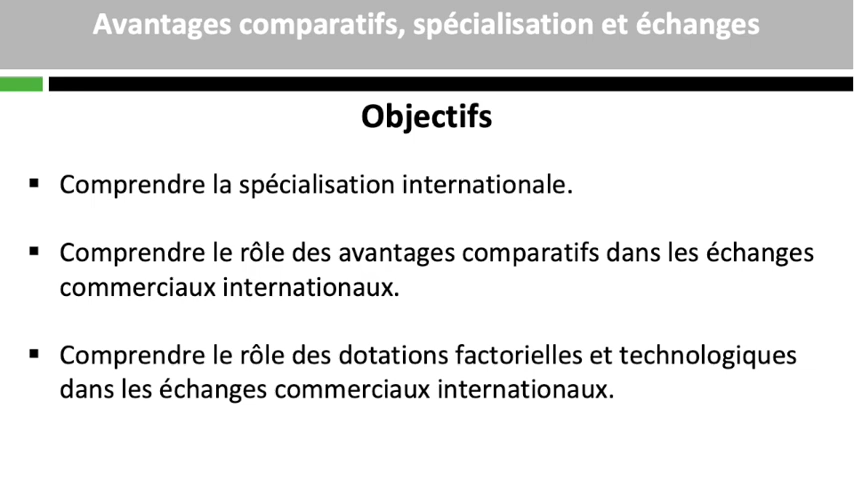 Avantages comparatifs, spécialisation et échanges
Objectifs
▪ Comprendre la spécialisation internationale.
▪ Comprendre le rôle des avantages comparatifs dans les échanges
commerciaux internationaux.
▪ Comprendre le rôle des dotations factorielles et technologiques
dans les échanges commerciaux internationaux.